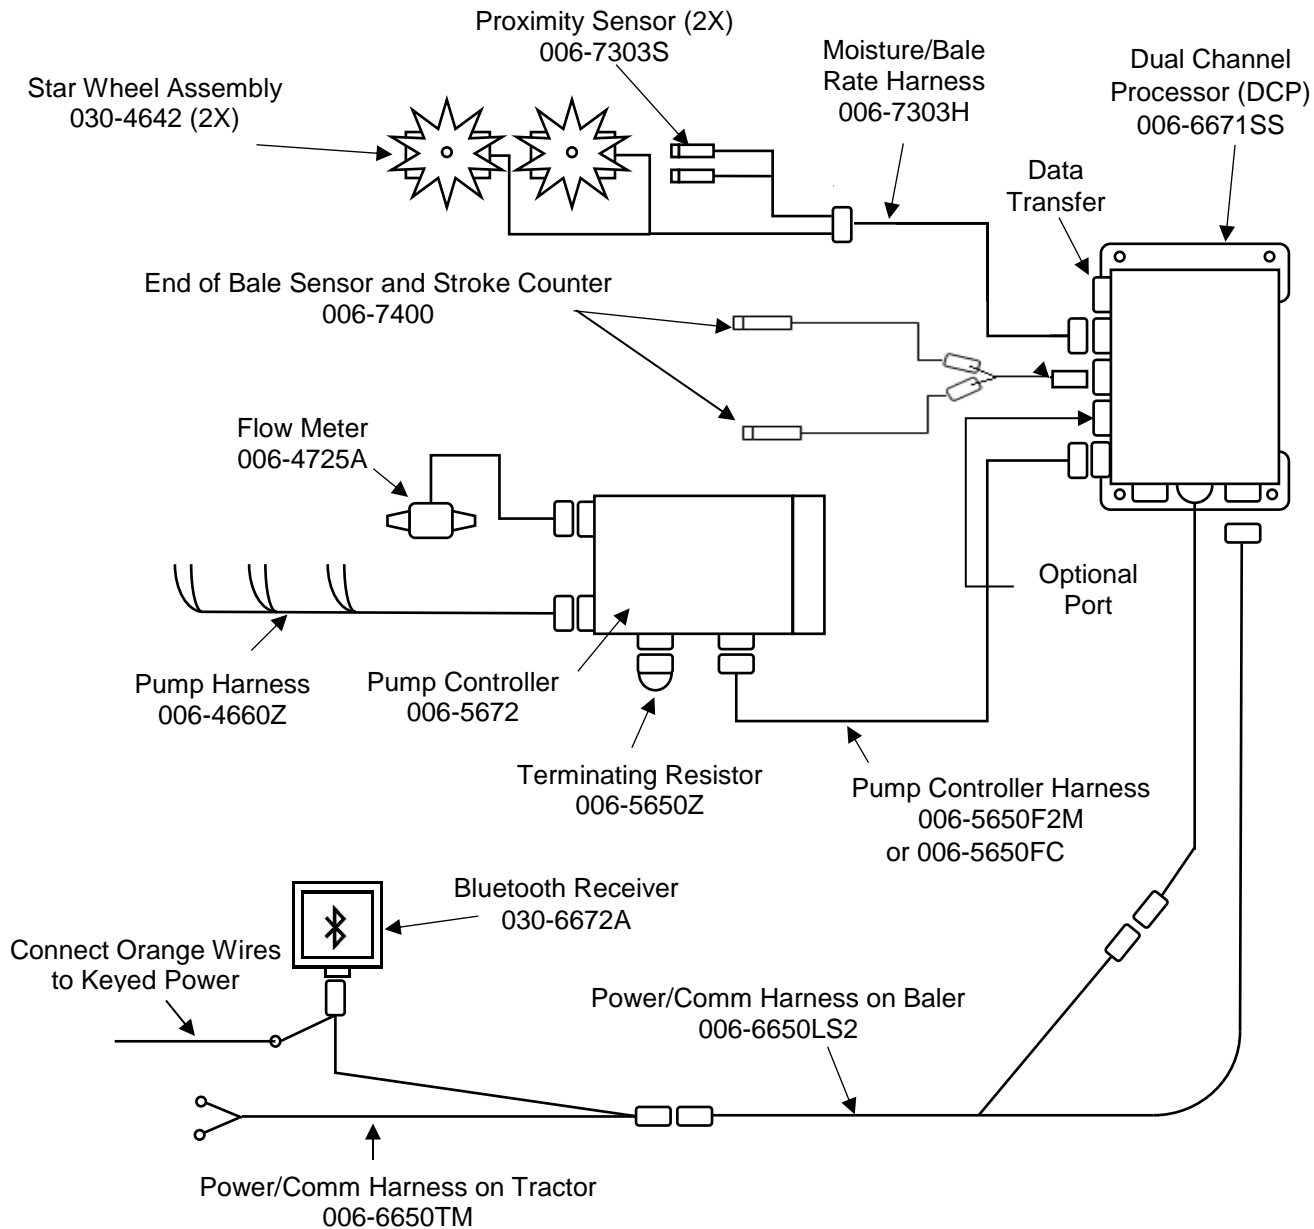 Proximity Sensor (2X)
006-7303S
Moisture/Bale
Rate Harness
006-7303H
Dual Channel
Processor (DCP)
006-6671SS
Star Wheel Assembly
030-4642 (2X)
Data
Transfer
End of Bale Sensor and Stroke Counter
006-7400
Flow Meter
006-4725A
Optional
Port
Pump Harness
006-4660Z
Pump Controller
006-5672
Terminating Resistor
006-5650Z
Pump Controller Harness
006-5650F2M
or 006-5650FC
Bluetooth Receiver
030-6672A
Connect Orange Wires
to Keyed Power
Power/Comm Harness on Baler
006-6650LS2
Power/Comm Harness on Tractor
006-6650TM